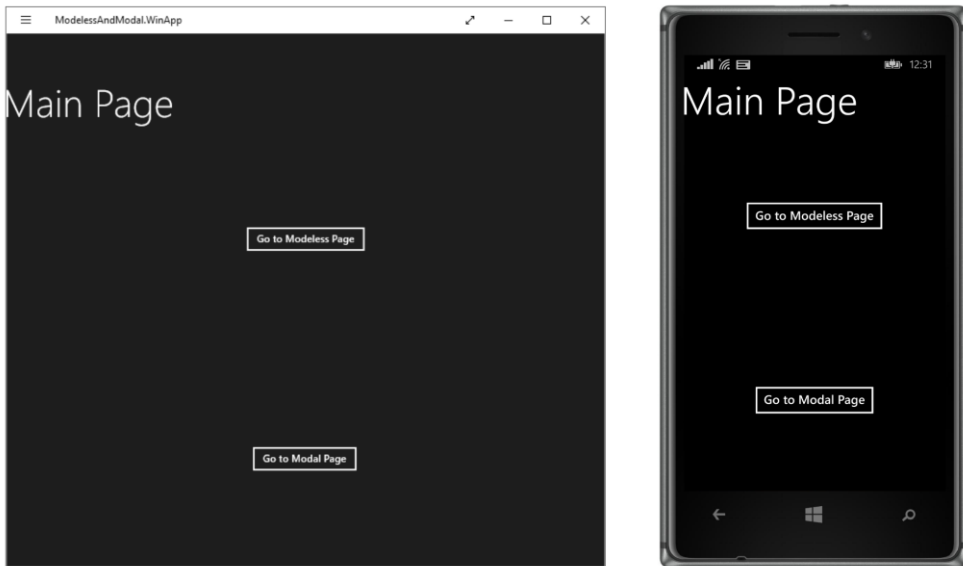 ModelessAndModal.WinApp
Main Page
Go to Modeless Page
Go to Modal Page
12:31
Main Page
Go to Modeless Page
Go to Modal Page